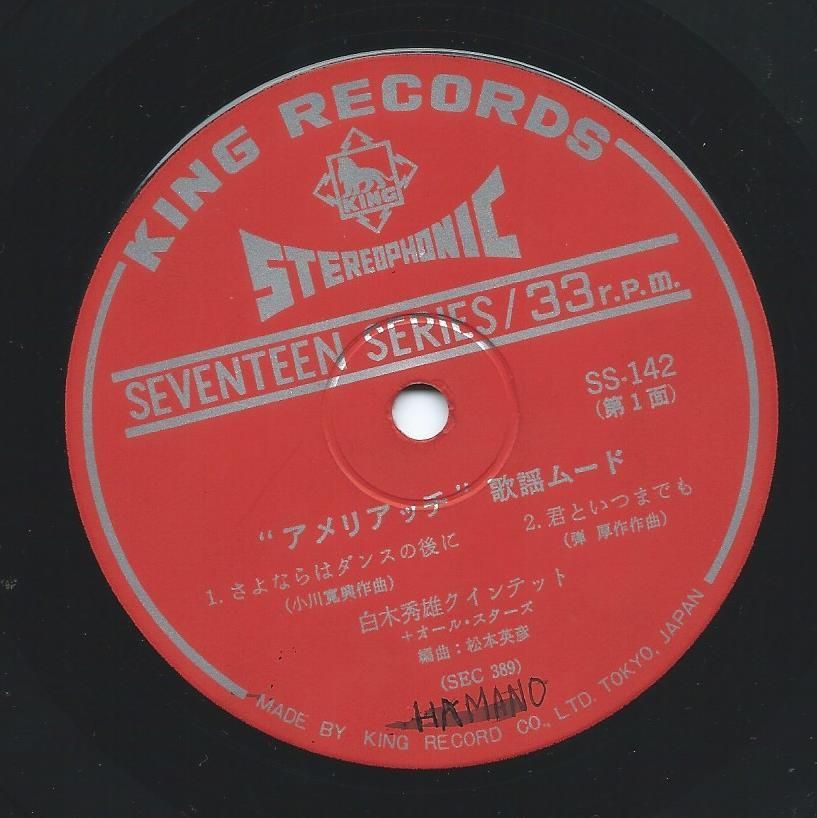 KING RECORDS
KING
STEREOPHONIC
SEVENTEEN SERIES/33r.p.m.
SS-142
(第1面)
“アメリアッチ” 歌謡ムード
1. さよならはダンスの後に
(小川寛興作曲)
2. 君といつまでも
(弾 厚作作曲)
白木秀雄クインテット
+オール・スターズ
編曲:松本英彦
(SEC 389)
HAMANO
MADE BY KING RECORD CO., LTD. TOKYO, JAPAN